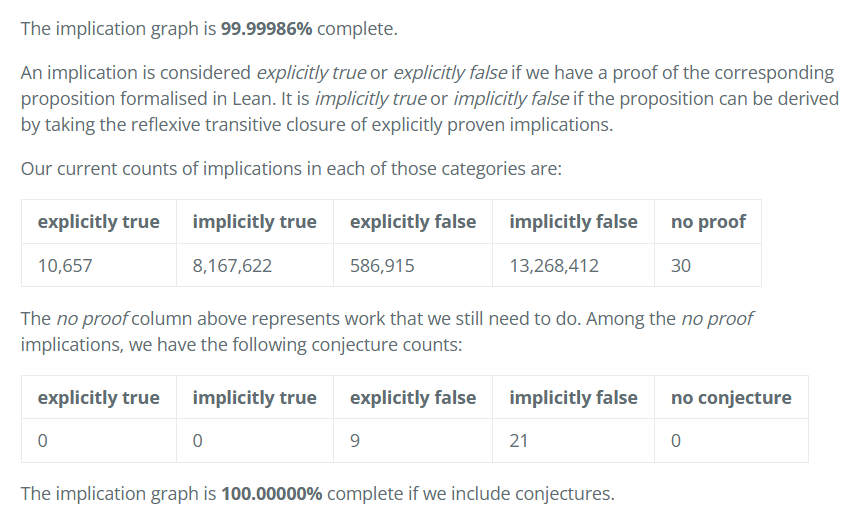 The implication graph is 99.99986% complete.
An implication is considered explicitly true or explicitly false if we have a proof of the corresponding
proposition formalised in Lean. It is implicitly true or implicitly false if the proposition can be derived
by taking the reflexive transitive closure of explicitly proven implications.
Our current counts of implications in each of those categories are:
explicitly true implicitly true explicitly false implicitly false no proof
10,657 8,167,622 586,915 13,268,412 30
The no proof column above represents work that we still need to do. Among the no proof
implications, we have the following conjecture counts:
explicitly true implicitly true explicitly false implicitly false no conjecture
0 0 9 21 0
The implication graph is 100.00000% complete if we include conjectures.